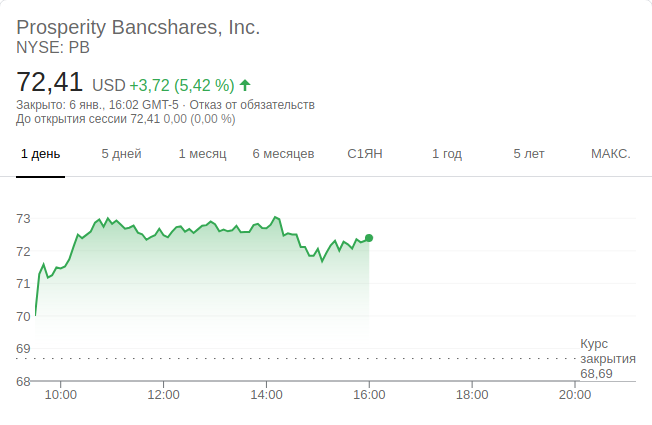 Prosperity Bancshares, Inc.
NYSE: PB
72,41 USD +3,72 (5,42 %)
Закрыто: 6 янв., 16:02 GMT-5 · Отказ от обязательств
До открытия сессии 72,41 0,00 (0,00 %)
1 день 5 дней 1 месяц 6 месяцев С1ЯН 1 год 5 лет МАКС.
73
72
71
70
69
68
Курс
закрытия
68,69
10:00 12:00 14:00 16:00 18:00 20:00